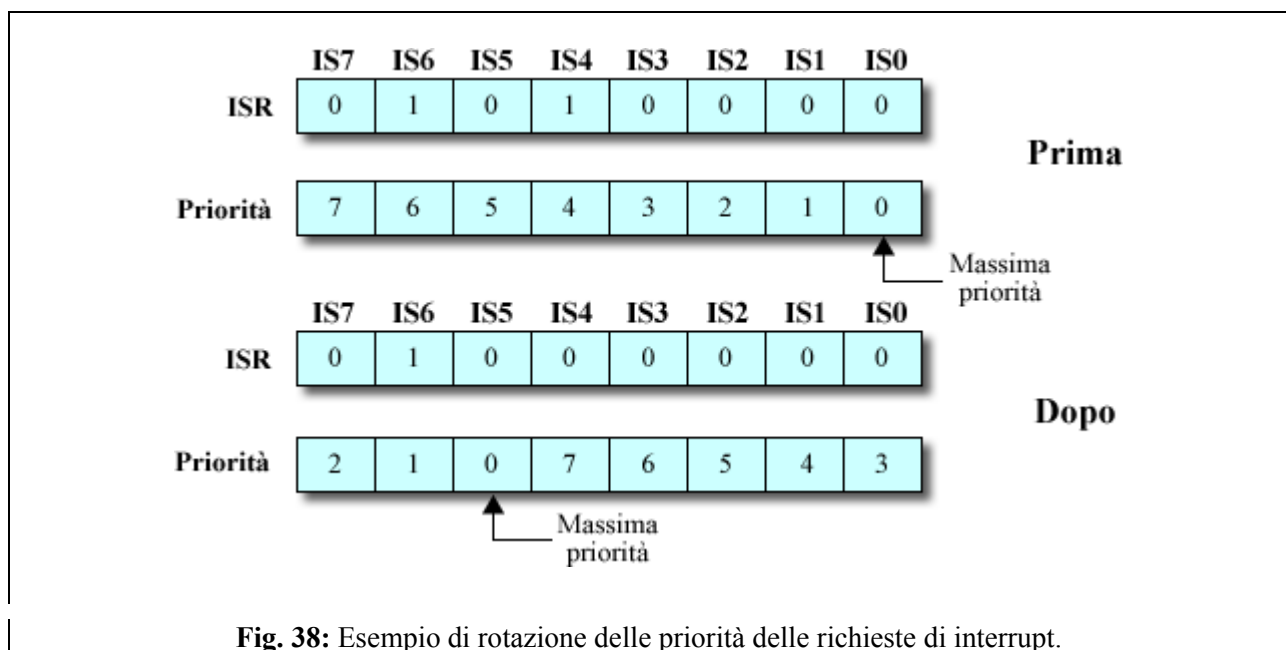 IS7 IS6 IS5 IS4 IS3 IS2 IS1 IS0
ISR 0 1 0 1 0 0 0 0
Prima
Priorità 7 6 5 4 3 2 1 0
Massima
priorità
IS7 IS6 IS5 IS4 IS3 IS2 IS1 IS0
ISR 0 1 0 0 0 0 0 0
Dopo
Priorità 2 1 0 7 6 5 4 3
Massima
priorità
Fig. 38: Esempio di rotazione delle priorità delle richieste di interrupt.